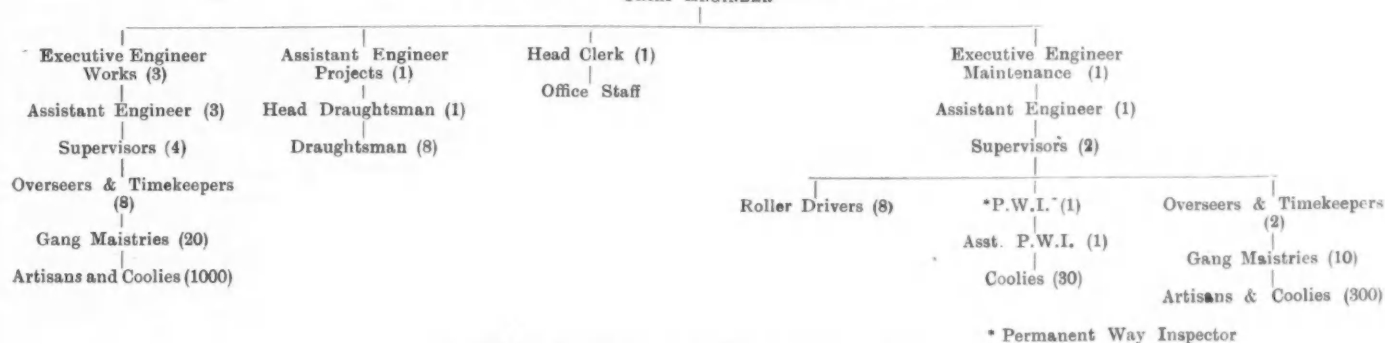 Executive Engineer
Works (3)
Assistant Engineer (3)
Supervisors (4)
Overseers & Timekeepers
(8)
Gang Maistries (20)
Artisans and Coolies (1000)
Assistant Engineer
Projects (1)
Head Draughtsman (1)
Draughtsman (8)
Head Clerk (1)
Office Staff
Executive Engineer
Maintenance (1)
Assistant Engineer (1)
Supervisors (2)
Roller Drivers (8)
*P.W.I. (1)
Asst. P.W.I. (1)
Coolies (30)
Overseers & Timekeepers
(2)
Gang Maistries (10)
Artisans & Coolies (300)
* Permanent Way Inspector